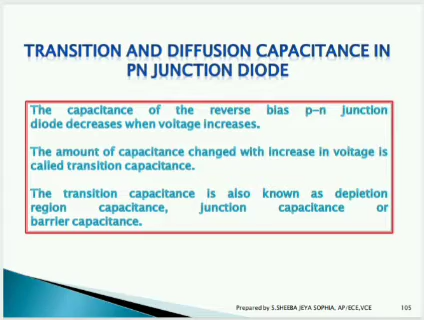 TRANSITION AND DIFFUSION CAPACITANCE IN
PN JUNCTION DIODE
The capacitance of the reverse bias p-n junction
diode decreases when voltage increases.
The amount of capacitance changed with increase in voltage is
called transition capacitance.
The transition capacitance is also known as depletion
region capacitance, junction capacitance or
barrier capacitance.
Prepared by S.SHEEBA JEYA SOPHIA, AP/ECE,VCE 105